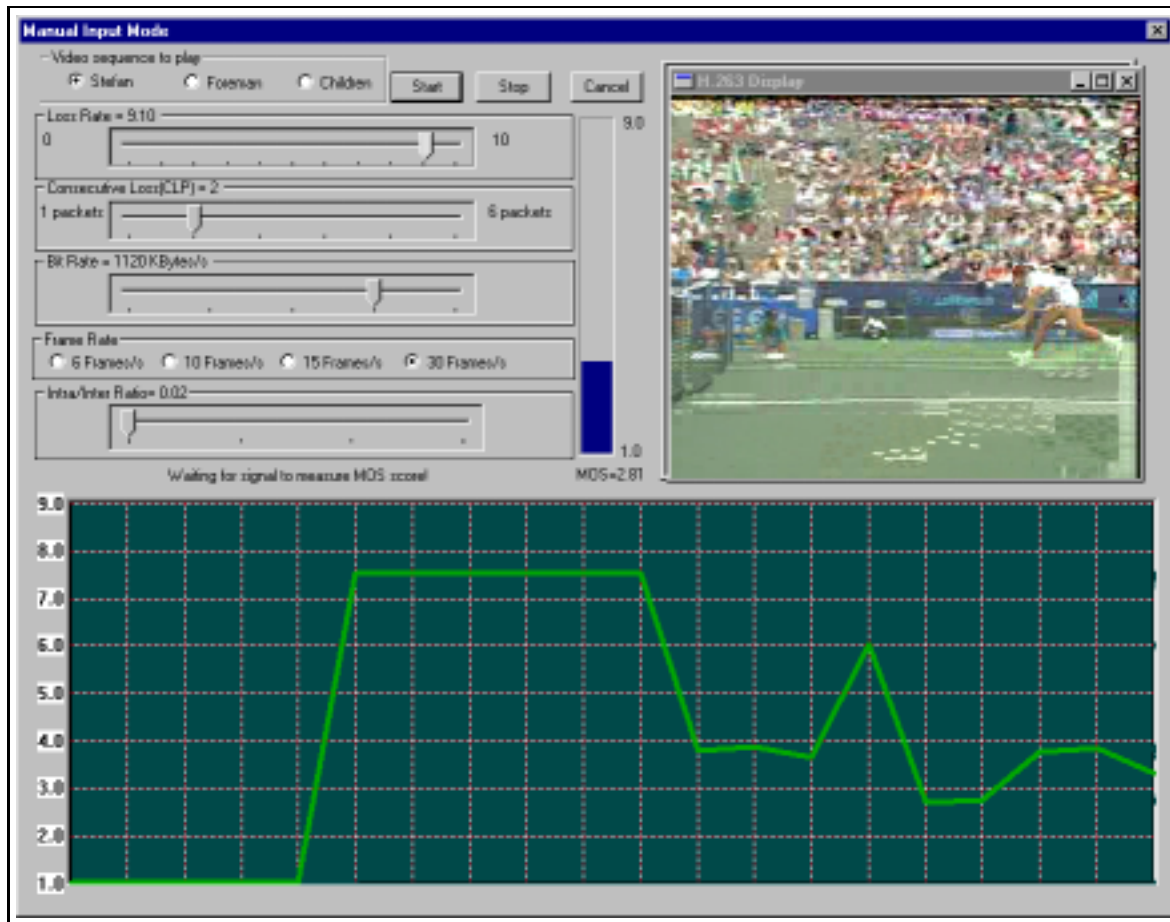 Manual Input Mode
Video sequence to play
Stefan
Foreman
Children
Start
Stop
Cancel
Loss Rate = 9.10
0
10
Consecutive Loss(CLP) = 2
1 packets
6 packets
Bit Rate = 1120 KBytes/s
Frame Rate
6 Frames/s
10 Frames/s
15 Frames/s
30 Frames/s
Intra/Inter Ratio= 0.02
Waiting for signal to measure MOS score!
9.0
1.0
MOS=2.81
H.263 Display
9.0
8.0
7.0
6.0
5.0
4.0
3.0
2.0
1.0